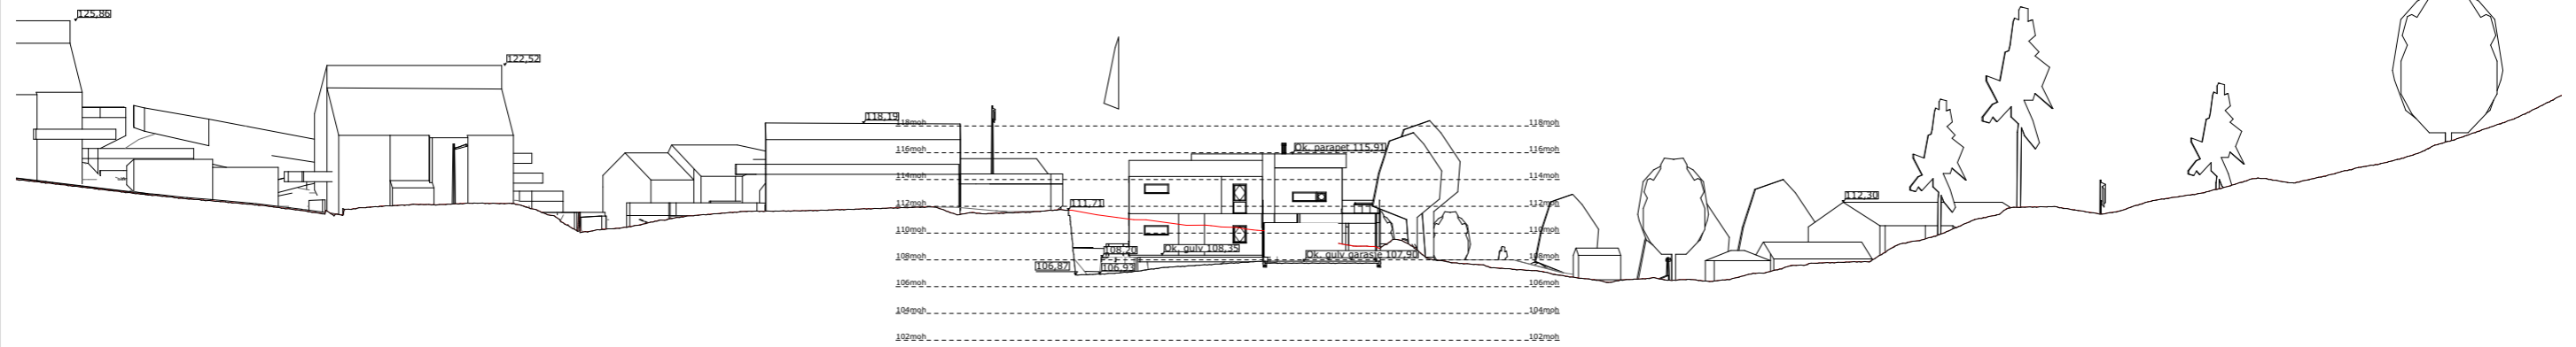 125,86
122,52
118,19
118moh 118moh
116moh Ok. parapet 115,91 116moh
114moh 114moh
112,30
111,71
112moh 112moh
110moh 110moh
108,20 Ok. gulv 108,35
Ok. gulv garasje 107,90
108moh 108moh
106,87 106,93
106moh 106moh
104moh 104moh
102moh 102moh